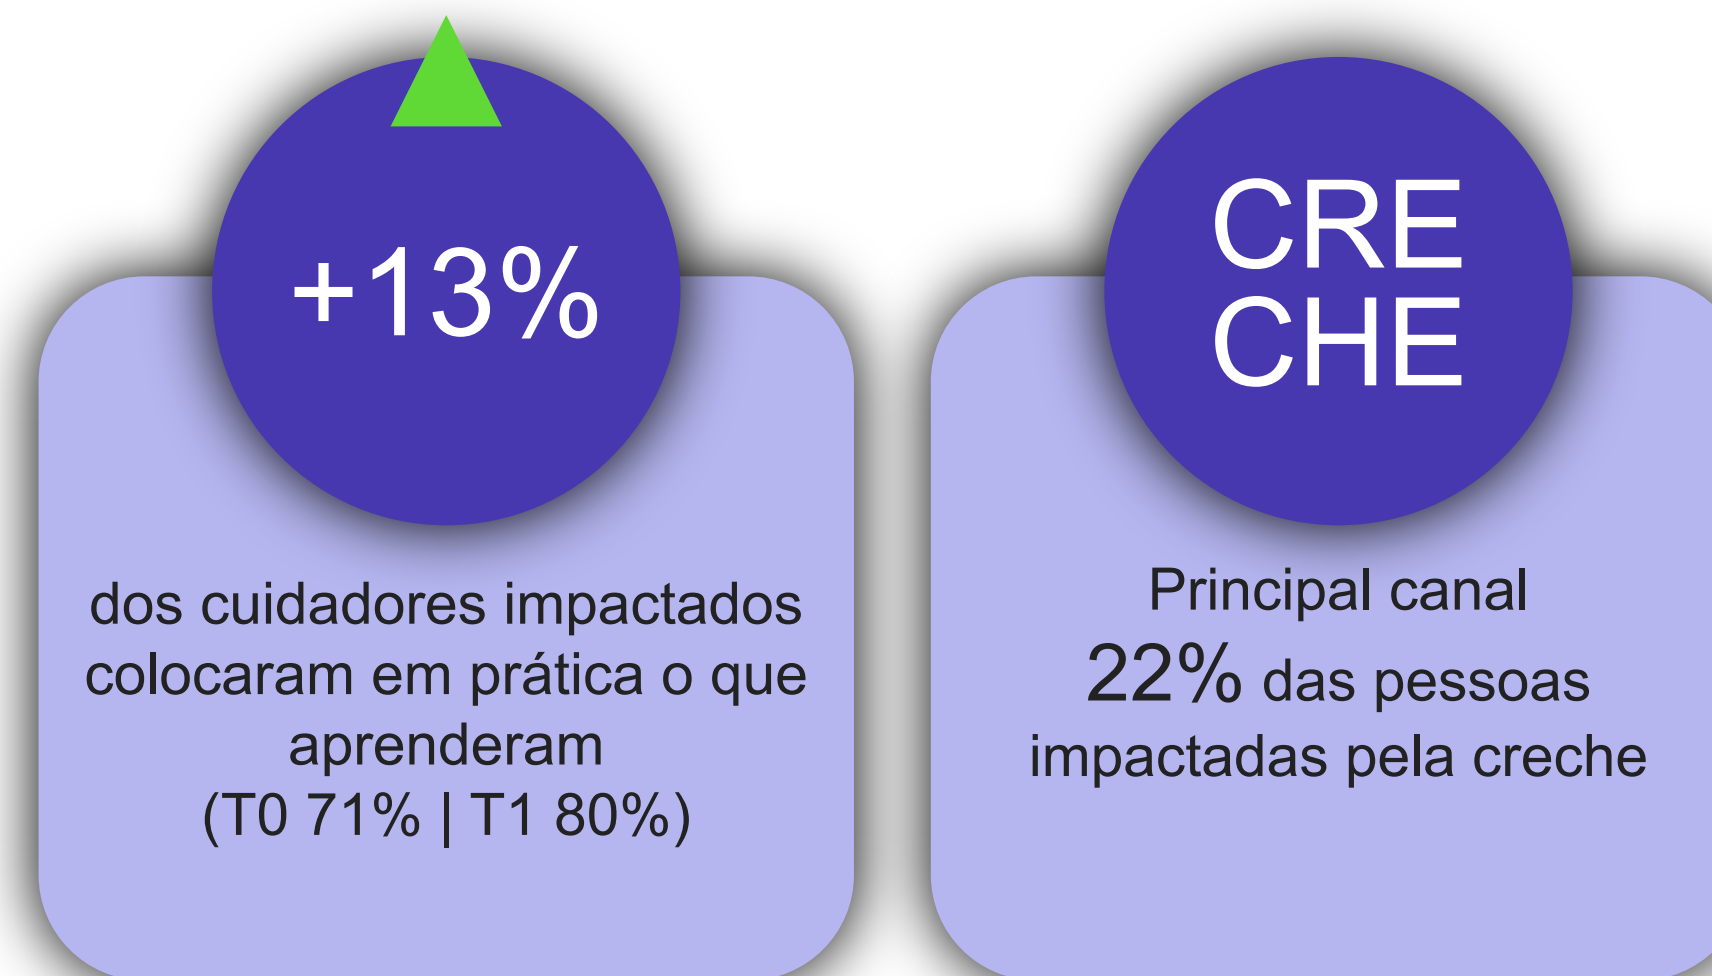 +13%
dos cuidadores impactados
colocaram em prática o que
aprenderam
(T0 71% | T1 80%)
CRE
CHE
Principal canal
22% das pessoas
impactadas pela creche